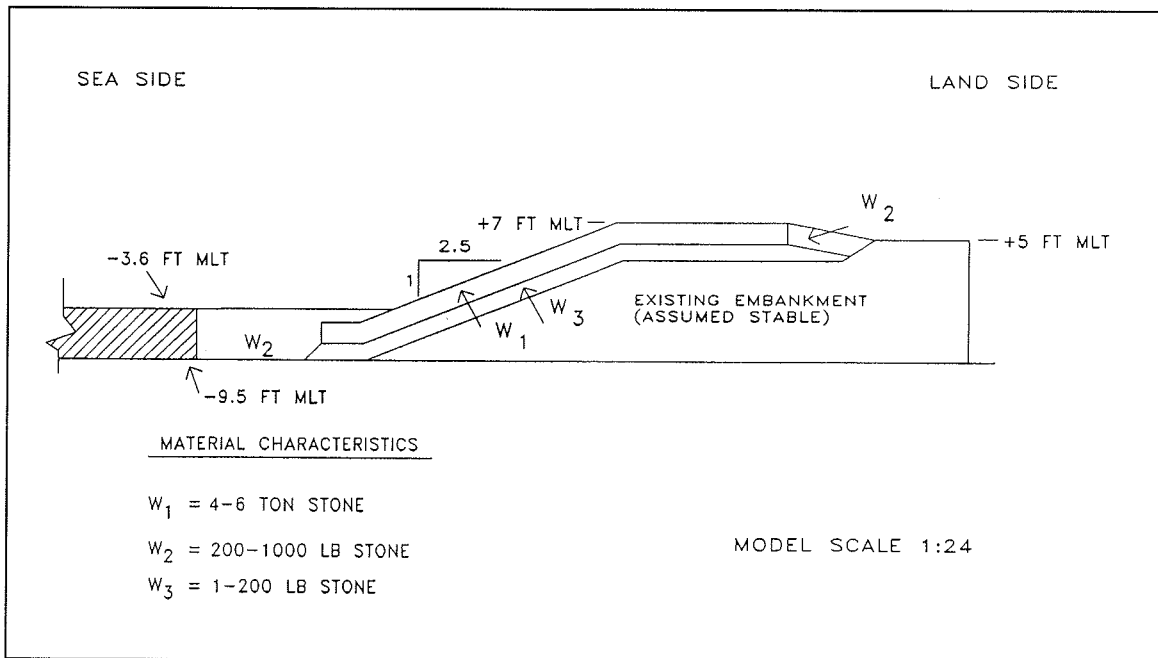 SEA SIDE
LAND SIDE
W2
+7 FT MLT
+5 FT MLT
2.5
-3.6 FT MLT
1
EXISTING EMBANKMENT
(ASSUMED STABLE)
W3
W1
W2
-9.5 FT MLT
MATERIAL CHARACTERISTICS
W1 = 4-6 TON STONE
W2 = 200-1000 LB STONE
MODEL SCALE 1:24
W3 = 1-200 LB STONE